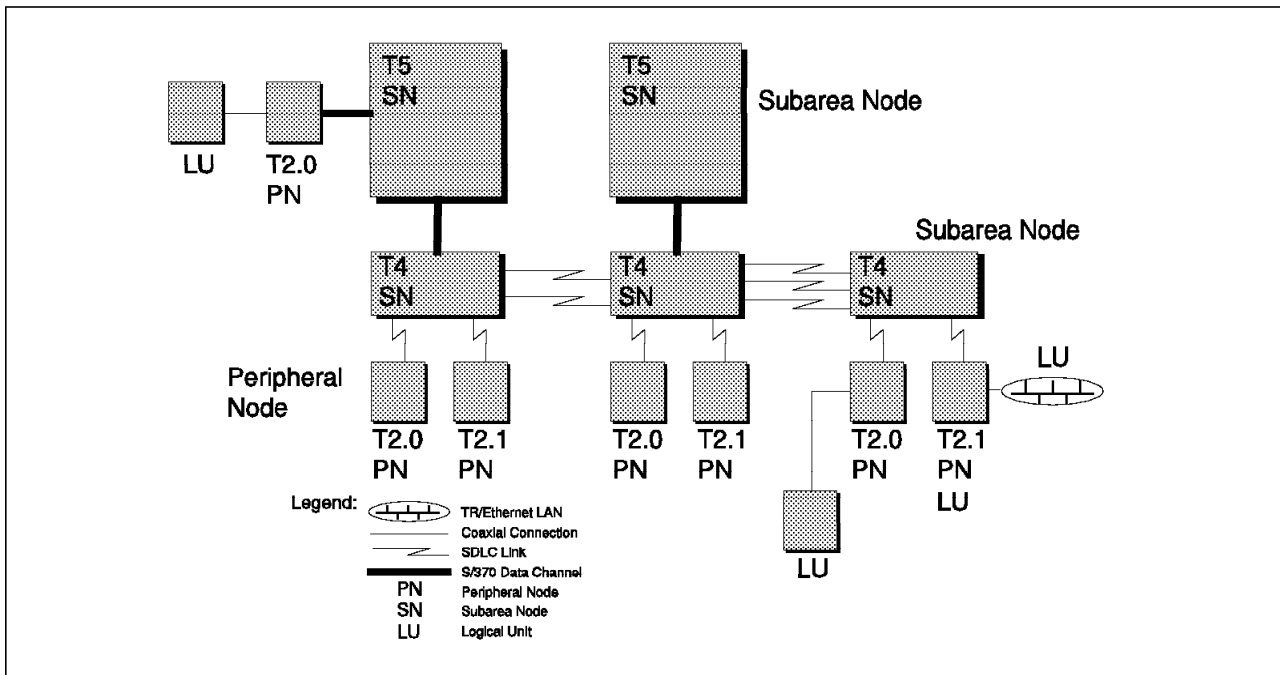 T5
SN
T5
SN
Subarea Node
LU
T2.0
PN
Subarea Node
T4
SN
T4
SN
T4
SN
LU
Peripheral
Node
T2.0
PN
T2.1
PN
T2.0
PN
T2.1
PN
T2.0
PN
T2.1
PN
LU
LU
Legend:
TR/Ethernet LAN
Coaxial Connection
SDLC Link
S/370 Data Channel
PN Peripheral Node
SN Subarea Node
LU Logical Unit